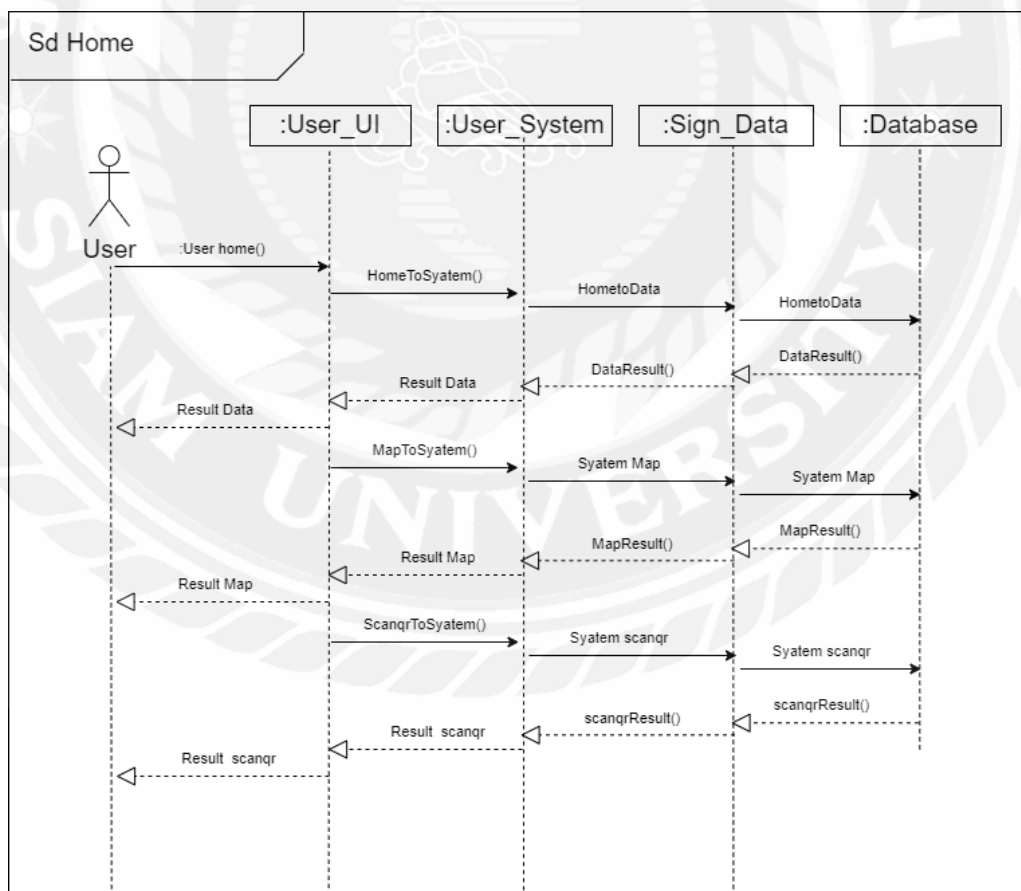 Sd Home
:User_UI
:User_System
:Sign_Data
:Database
User
:User home()
HomeToSyatem()
HometoData
HometoData
DataResult()
DataResult()
Result Data
Result Data
MapToSyatem()
Syatem Map
Syatem Map
MapResult()
MapResult()
Result Map
Result Map
ScanqrToSyatem()
Syatem scanqr
Syatem scanqr
scanqrResult()
scanqrResult()
Result scanqr
Result scanqr
SIAM UNIVERSITY